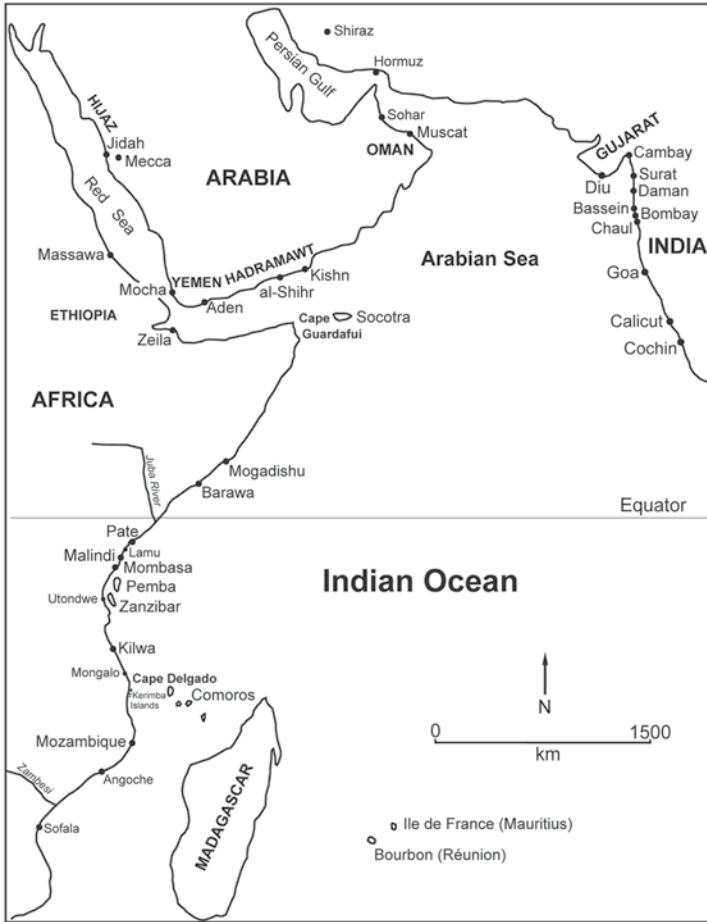 Shiraz
Persian Gulf
Hormuz
HIJAZ
Sohar
Muscat
GUJARAT
Jidah
Mecca
OMAN
Cambay
ARABIA
Diu
Surat
Daman
Red Sea
Bassein
Bombay
Chaul
INDIA
Massawa
YEMEN
HADRAMAWT
Kishn
Arabian Sea
Goa
Mocha
al-Shihr
Aden
ETHIOPIA
Cape
Guardafui
Socotra
Zeila
Calicut
Cochin
AFRICA
Juba River
Mogadishu
Barawa
Equator
Pate
Lamu
Malindi
Mombasa
Pemba
Indian Ocean
Utondwe
Zanzibar
Kilwa
Mongalo
Cape Delgado
Kerimba
Islands
Comoros
N
Mozambique
0
1500
km
Zambesi
Angoche
MADAGASCAR
Sofala
Ile de France (Mauritius)
Bourbon (Réunion)